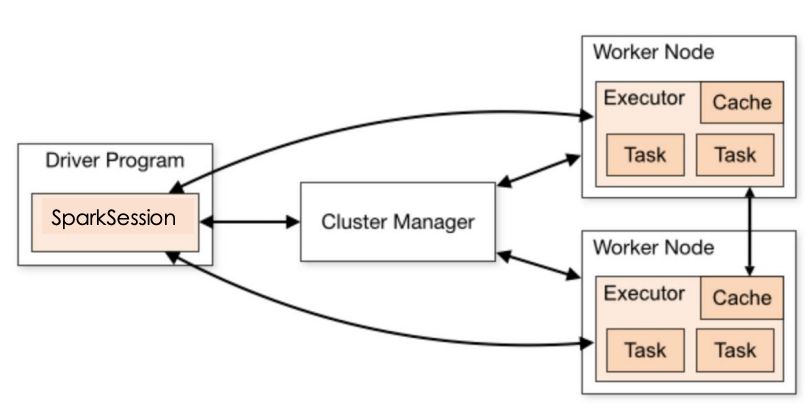 Driver Program
SparkSession
Cluster Manager
Worker Node
Executor
Cache
Task
Task
Worker Node
Executor
Cache
Task
Task